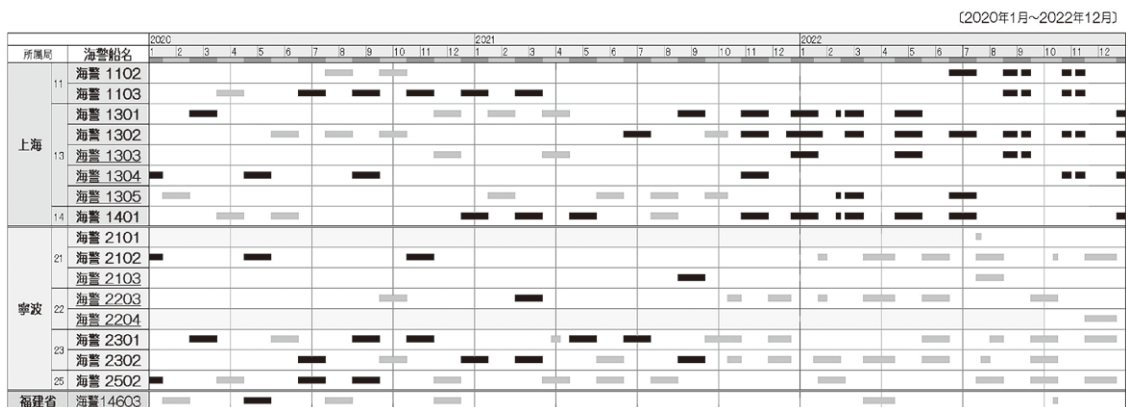 〔2020年1月～2022年12月〕
2020 2021 2022
所属局 海警船名 1 2 3 4 5 6 7 8 9 10 11 12 1 2 3 4 5 6 7 8 9 10 11 12 1 2 3 4 5 6 7 8 9 10 11 12
上海 11 海警 1102
海警 1103
13 海警 1301
海警 1302
海警 1303
海警 1304
海警 1305
14 海警 1401
寧波 21 海警 2101
海警 2102
海警 2103
22 海警 2203
海警 2204
23 海警 2301
海警 2302
25 海警 2502
福建省 海警14603